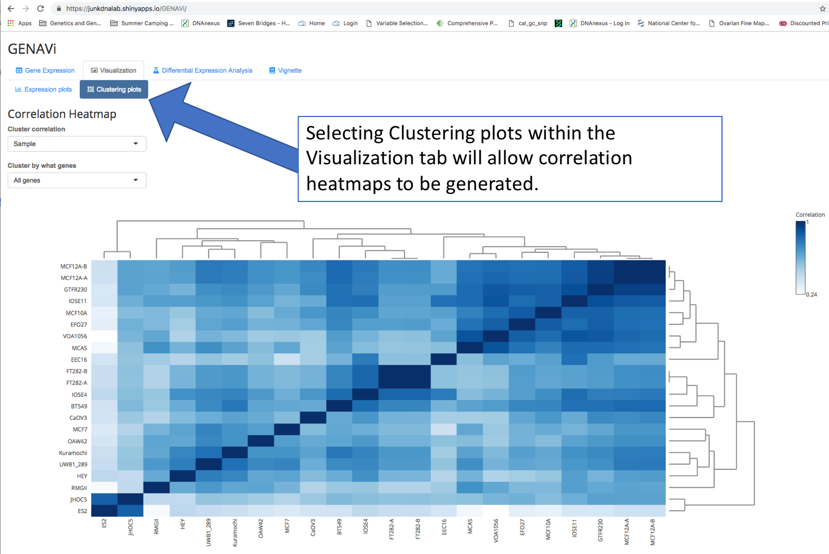 https://junkdnalab.shinyapps.io/GENAVi/
Apps Genetics and Gen... Summer Camping ... DNAnexus Seven Bridges - H... Home Login Variable Selection... Comprehensive P... cal_gc_snp DNAnexus - Log In National Center fo... Ovarian Fine Map... Discounted Pri
GENAVi
Gene Expression Visualization Differential Expression Analysis Vignette
Expression plots Clustering plots
Correlation Heatmap
Cluster correlation
Sample
Cluster by what genes
All genes
Selecting Clustering plots within the
Visualization tab will allow correlation
heatmaps to be generated.
Correlation
1
0.24
MCF12A-B
MCF12A-A
GTFR230
IOSE11
MCF10A
EFO27
VOA1056
MCAS
EEC16
FT282-B
FT282-A
IOSE4
BT549
CaOV3
MCF7
OAW42
Kuramochi
UWB1_289
HEY
RMGII
JHOC5
ES2
ES2
JHOC5
RMGII
HEY
UWB1_289
Kuramochi
OAW42
MCF7
CaOV3
BT549
IOSE4
FT282-A
FT282-B
EEC16
MCAS
VOA1056
EFO27
MCF10A
IOSE11
GTFR230
MCF12A-A
MCF12A-B